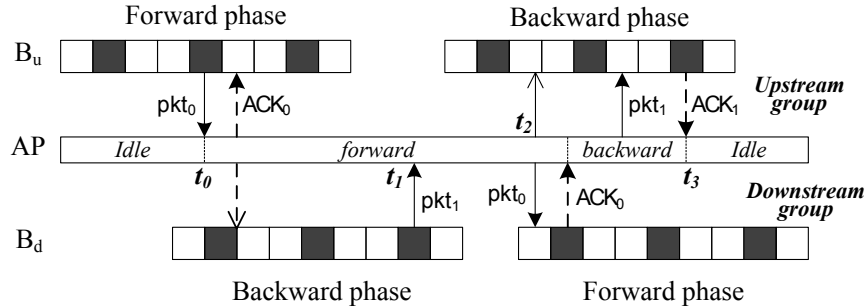 Forward phase
Backward phase
B_u
pkt_0
ACK_0
t_2
pkt_1
ACK_1
Upstream
group
AP
Idle
forward
backward
Idle
t_0
t_1
t_3
pkt_1
pkt_0
ACK_0
Downstream
group
B_d
Backward phase
Forward phase